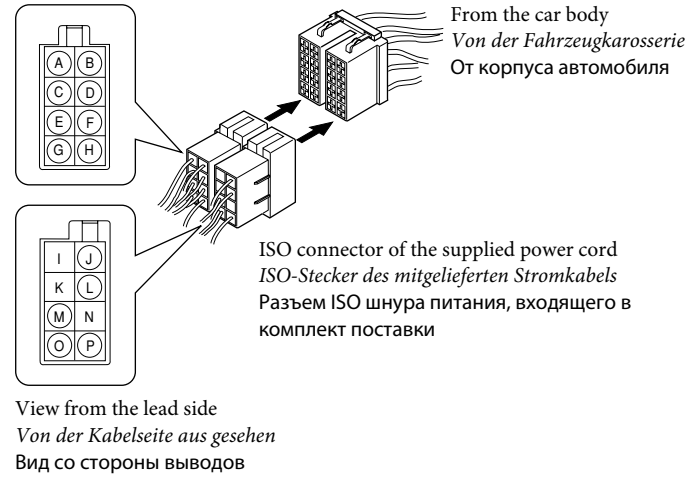 From the car body
Von der Fahrzeugkarosserie
От корпуса автомобиля
A B
C D
E F
G H
I J
K L
M N
O P
ISO connector of the supplied power cord
ISO-Stecker des mitgelieferten Stromkabels
Разъем ISO шнура питания, входящего в
комплект поставки
View from the lead side
Von der Kabelseite aus gesehen
Вид со стороны выводов